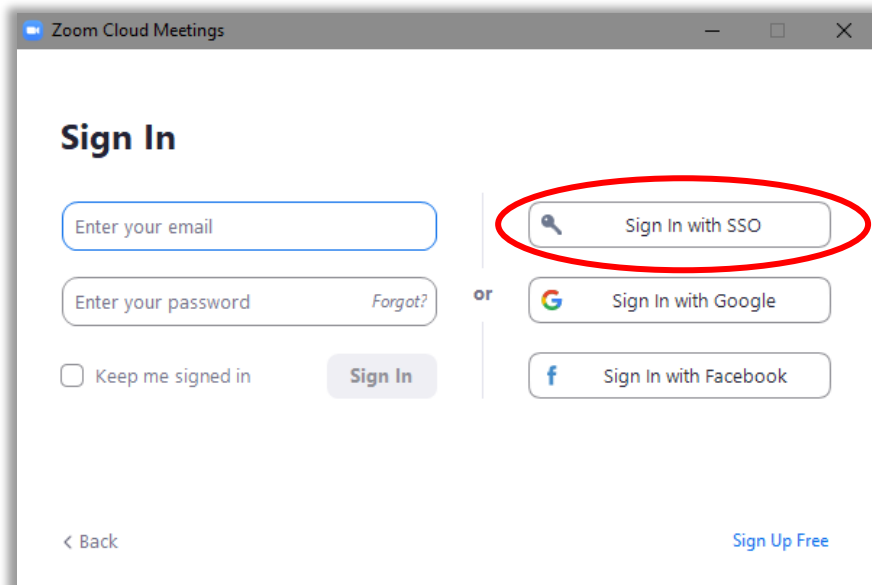 Zoom Cloud Meetings
Sign In
Enter your email
Enter your password Forgot?
Keep me signed in Sign In
or
Sign In with SSO
Sign In with Google
Sign In with Facebook
< Back
Sign Up Free